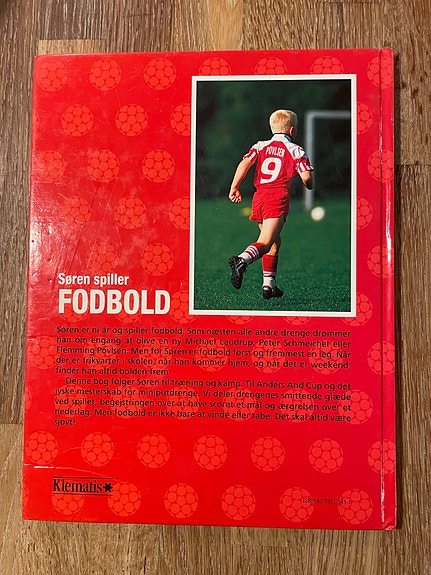 POVLSEN
9
Søren spiller
FODBOLD
Søren er ni år og spiller fodbold. Som næsten alle andre drenge drømmer
han om engang at blive en ny Michael Laudrup, Peter Schmeichel eller
Flemming Povlsen. Men for Søren er fodbold først og fremmest en leg. Når
der er frikvarter i skolen, når han kommer hjem, og når det er weekend,
finder han altid bolden frem.
Denne bog følger Søren til træning og kamp. Til Anders And Cup og det
jyske mesterskab for miniputdrenge. Vi deler drengenes smittende glæde
ved spillet, begejstringen over at have scoret et mål og ærgrelsen over et
nederlag. Men fodbold er ikke bare at vinde eller tabe. Det skal altid være
sjovt!
Klematis